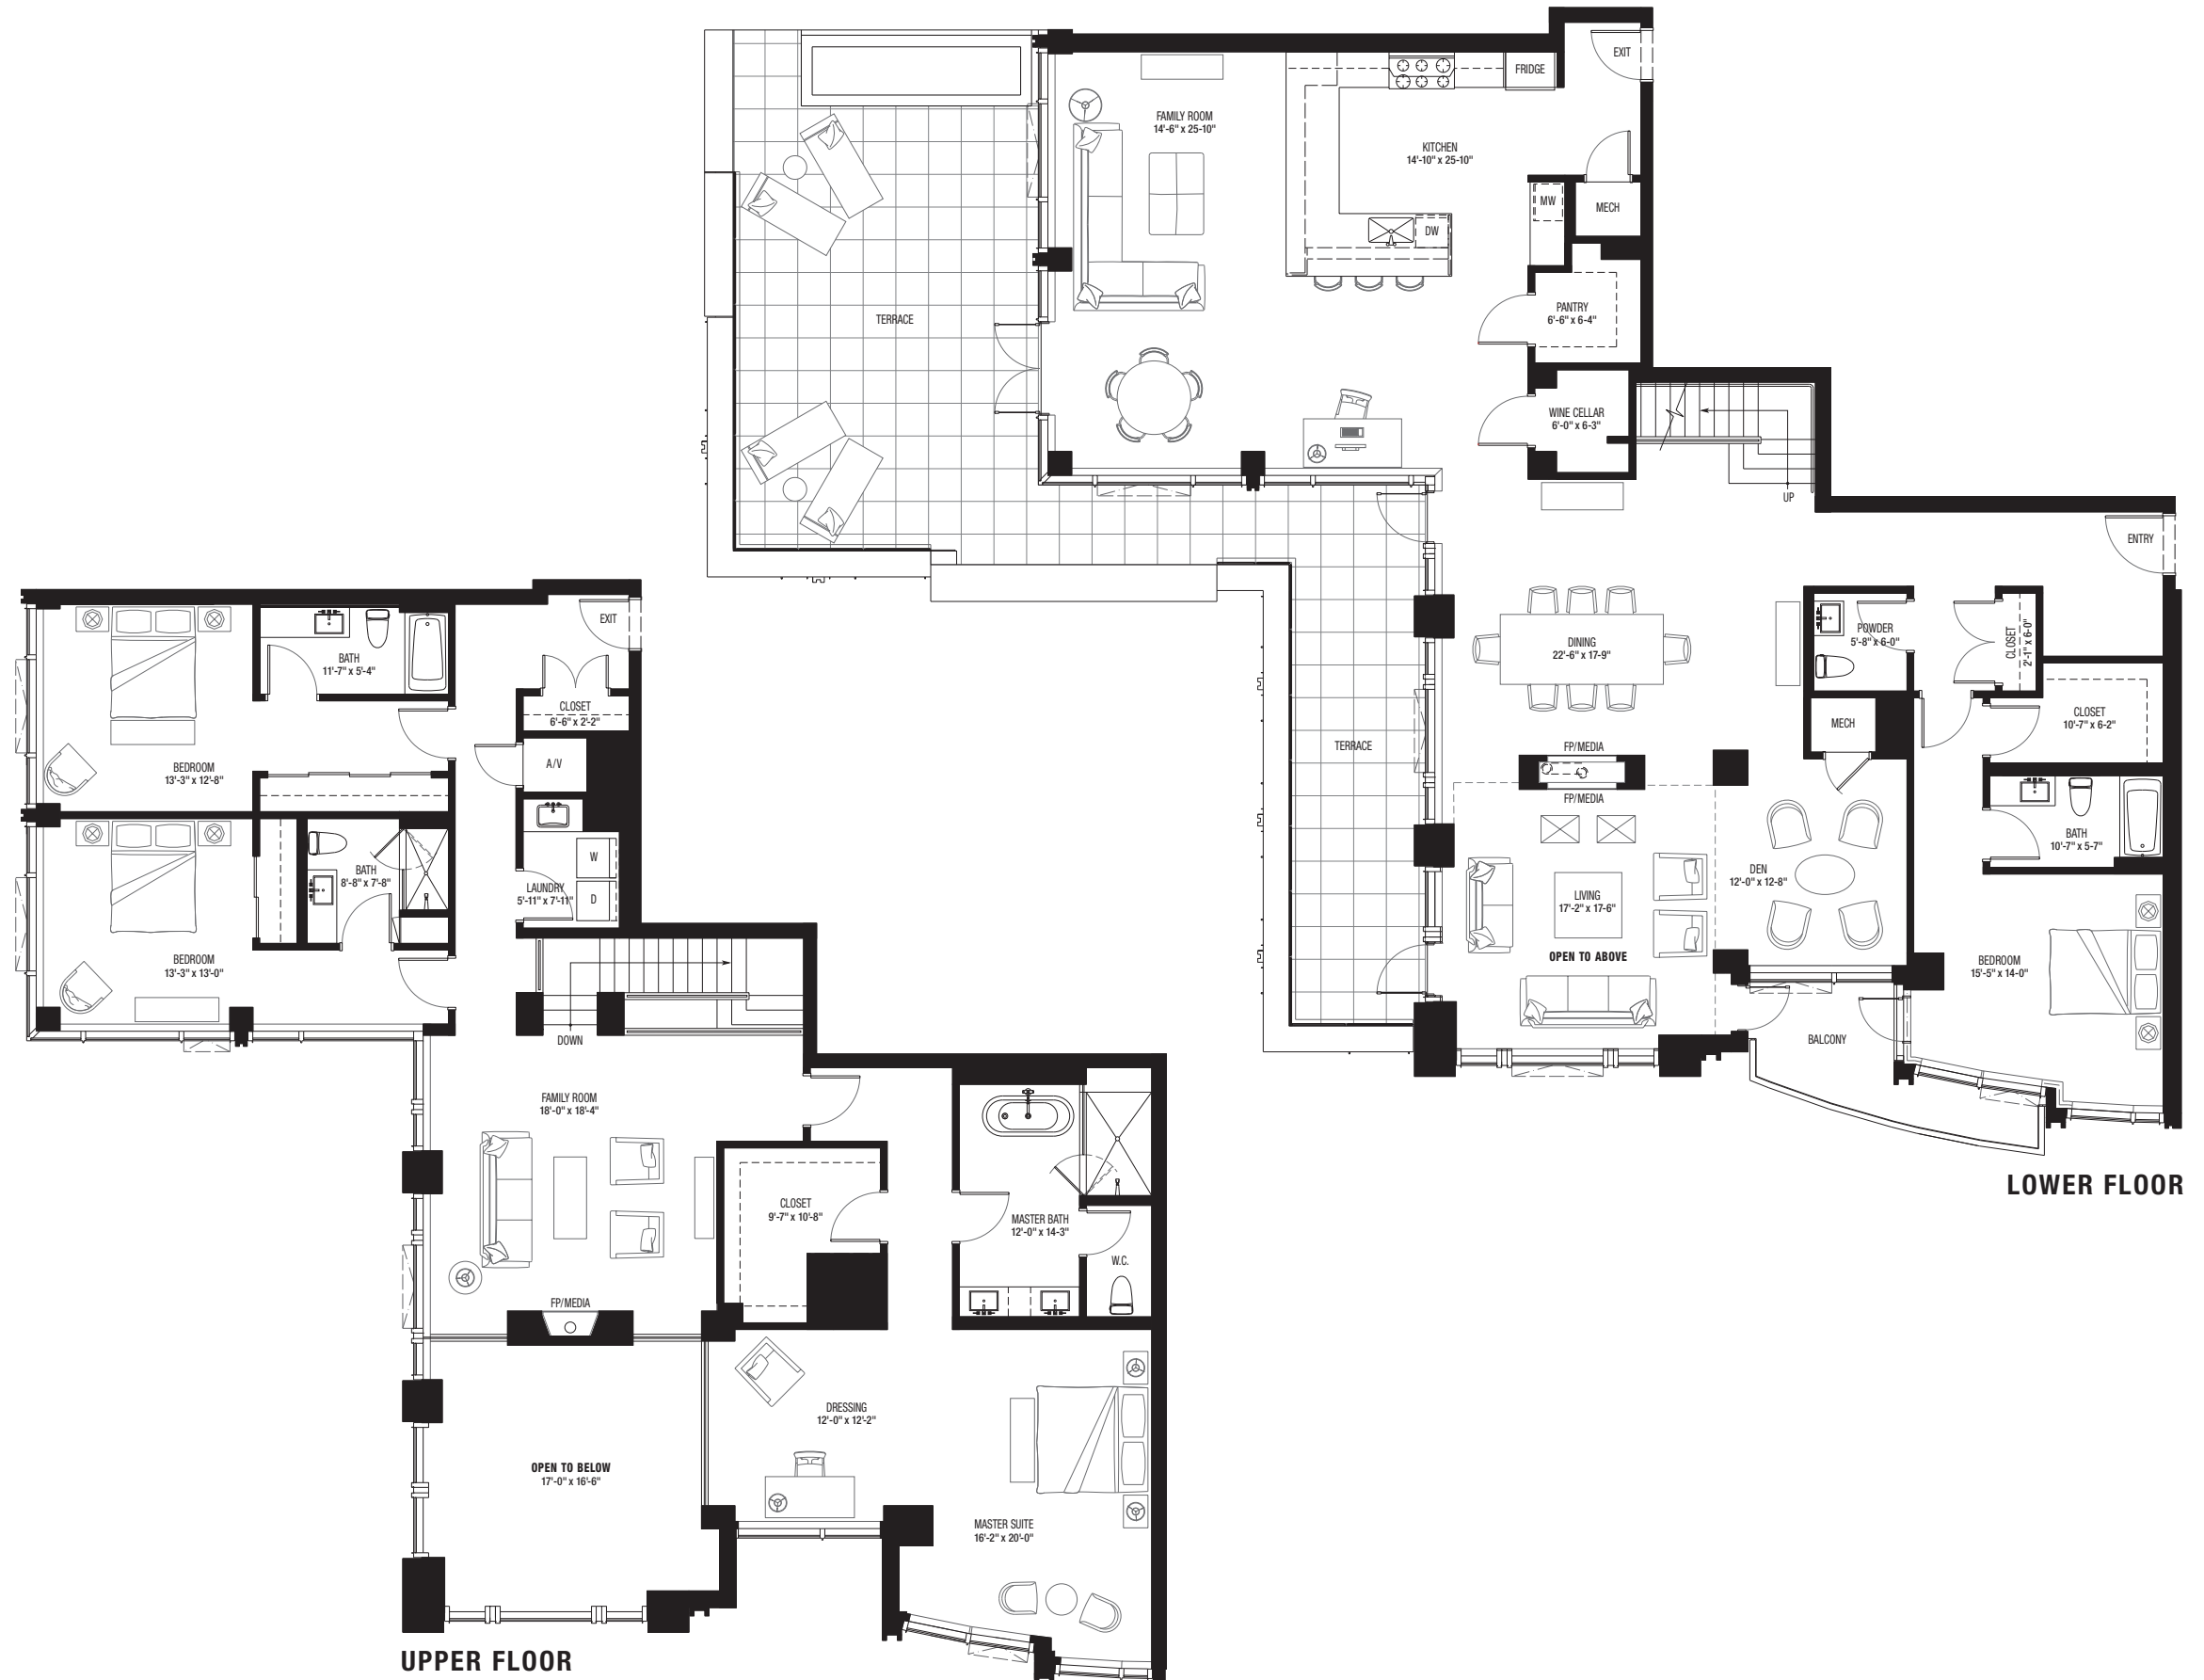 EXIT
FRIDGE
FAMILY ROOM
14'-6" x 25-10"
KITCHEN
14'-10" x 25-10"
MW
MECH
DW
PANTRY
6'-6" x 6-4"
TERRACE
WINE CELLAR
6'-0" x 6-3"
UP
ENTRY
POWDER
5'-8" x 6-0"
CLOSET
2'-1" x 6-0"
DINING
22'-6" x 17-9"
CLOSET
10'-7" x 6-2"
MECH
TERRACE
FP/MEDIA
FP/MEDIA
BATH
10'-7" x 5-7"
DEN
12'-0" x 12-8"
LIVING
17'-2" x 17-6"
OPEN TO ABOVE
BEDROOM
15'-5" x 14-0"
BALCONY
LOWER FLOOR
EXIT
BATH
11'-7" x 5'-4"
CLOSET
6'-6" x 2'-2"
A/V
BEDROOM
13'-3" x 12'-8"
W
BATH
8'-8" x 7'-8"
LAUNDRY
5'-11" x 7'-11"
D
BEDROOM
13'-3" x 13'-0"
DOWN
FAMILY ROOM
18'-0" x 18'-4"
CLOSET
9'-7" x 10'-8"
MASTER BATH
12'-0" x 14'-3"
W.C.
FP/MEDIA
DRESSING
12'-0" x 12'-2"
OPEN TO BELOW
17'-0" x 16'-6"
MASTER SUITE
16'-2" x 20'-0"
UPPER FLOOR